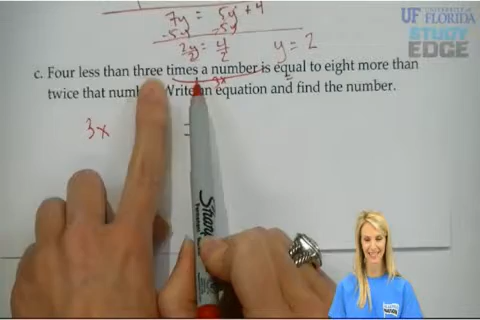 7y = 5y + 4
-5y -5y
2y = 4
2 2
y = 2
UF FLORIDA
STUDY
EDGE
c. Four less than three times a number is equal to eight more than
3x =
twice that number. Write an equation and find the number.
3x =
Sharpie